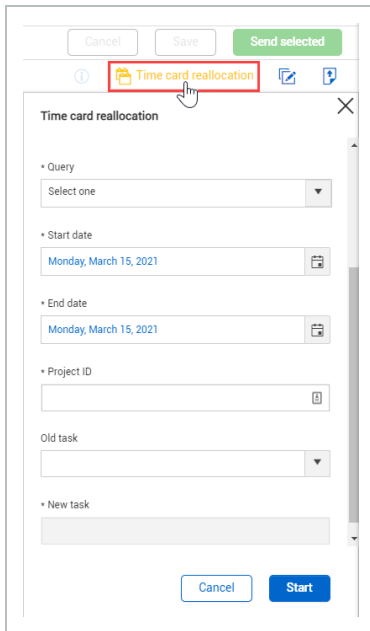 Cancel Save Send selected
Time card reallocation
Time card reallocation
* Query
Select one
* Start date
Monday, March 15, 2021
* End date
Monday, March 15, 2021
* Project ID
Old task
* New task
Cancel Start